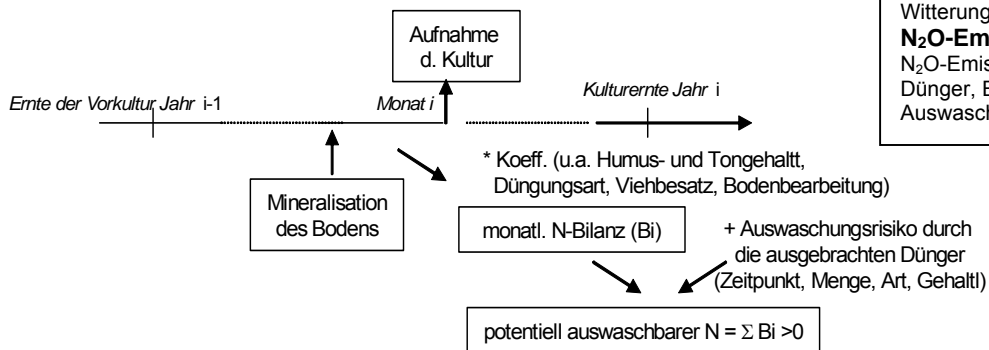 Aufnahme
d. Kultur
Ernte der Vorkultur Jahr i-1
Monat i
Kulturernte Jahr i
Mineralisation
des Bodens
* Koeff. (u.a. Humus- und Tongehaltt,
Düngungsart, Viehbesatz, Bodenbearbeitung)
monatl. N-Bilanz (Bi)
+ Auswaschungsrisiko durch
die ausgebrachten Dünger
(Zeitpunkt, Menge, Art, Gehaltl)
potentiell auswaschbarer N = Σ Bi >0
Witterung
N₂O-Em
N₂O-Emis
Dünger, B
Auswasch